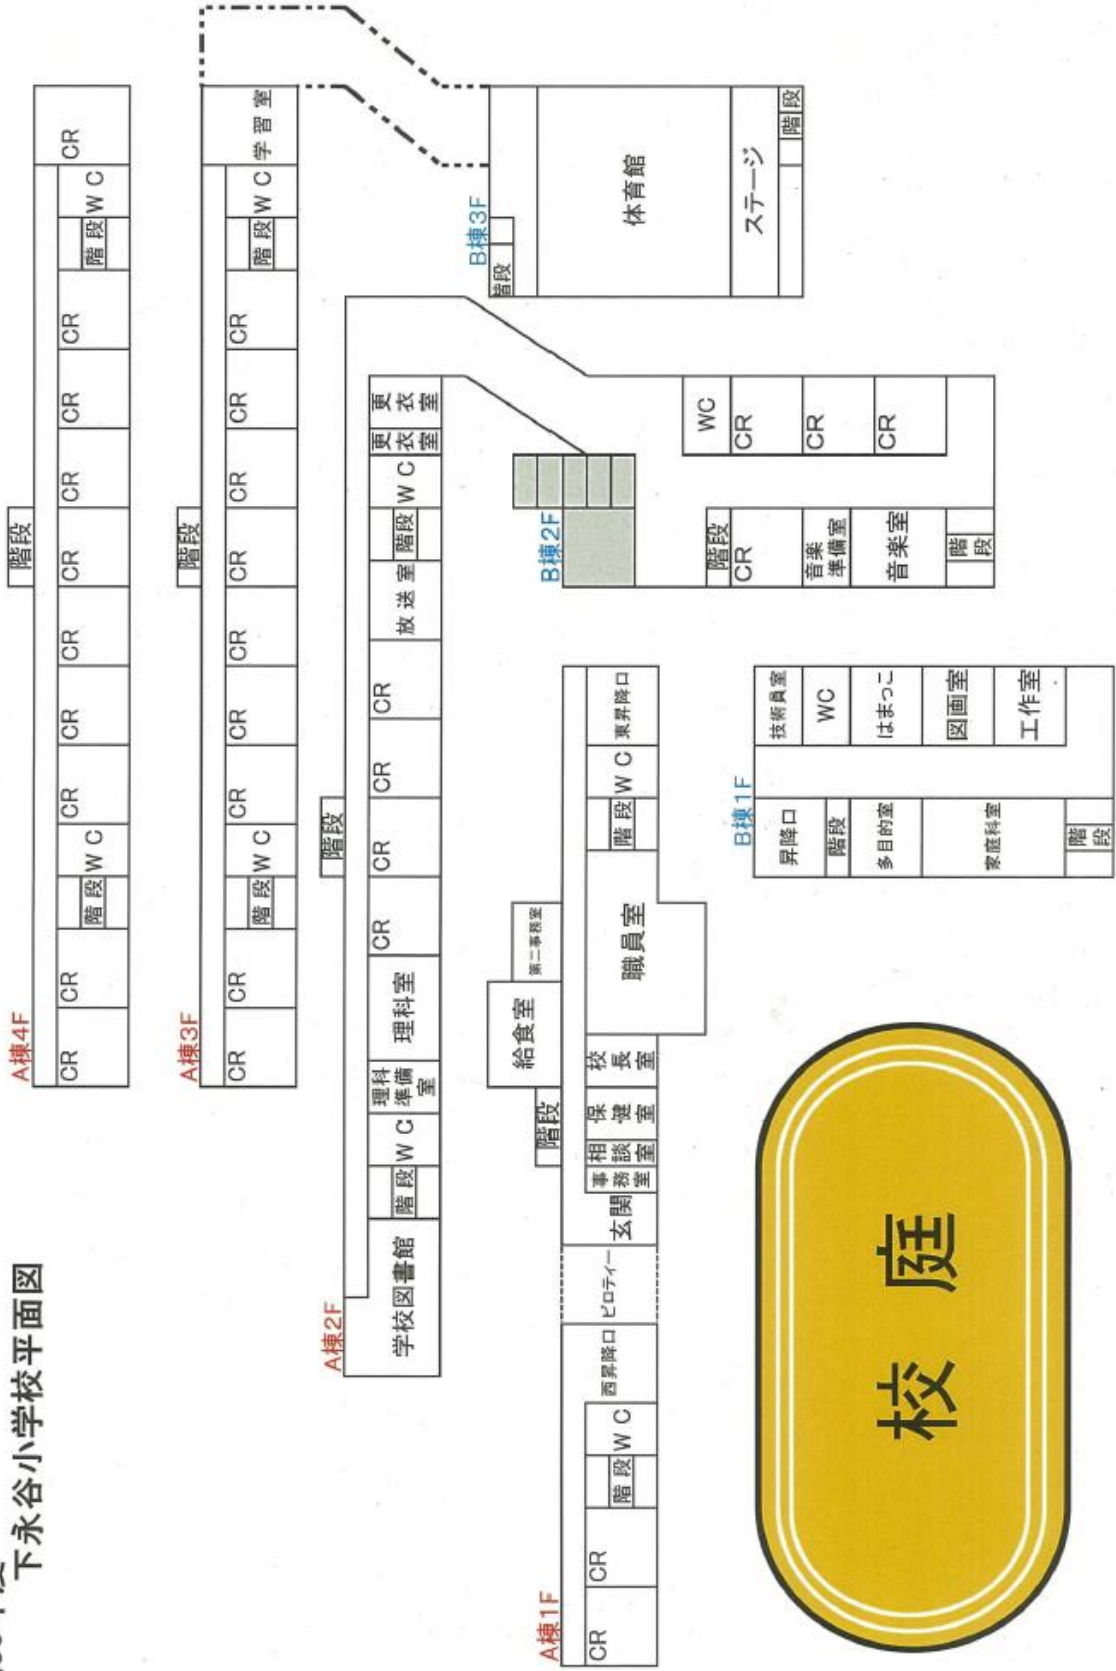 下永谷小学校平面図
A棟4F
階段
CR
CR
階段
WC
CR
CR
CR
CR
CR
CR
CR
階段
WC
CR
A棟3F
階段
CR
CR
階段
WC
CR
CR
CR
CR
CR
CR
CR
階段
WC
学習室
A棟2F
階段
学校図書館
階段
WC
理科
準備
室
理科室
CR
CR
CR
CR
放送室
階段
WC
更衣室
更衣室
A棟1F
階段
給食室
第二事務室
CR
CR
階段
WC
西昇降口
ピロティー
玄関
事務室
相談室
保健室
校長室
職員室
階段
WC
東昇降口
B棟3F
階段
体育館
ステージ
階段
B棟2F
階段
CR
音楽
準備室
音楽室
階段
WC
CR
CR
CR
B棟1F
昇降口
階段
多目的室
家庭科室
階段
技術員室
WC
はまっこ
図画室
工作室
校庭